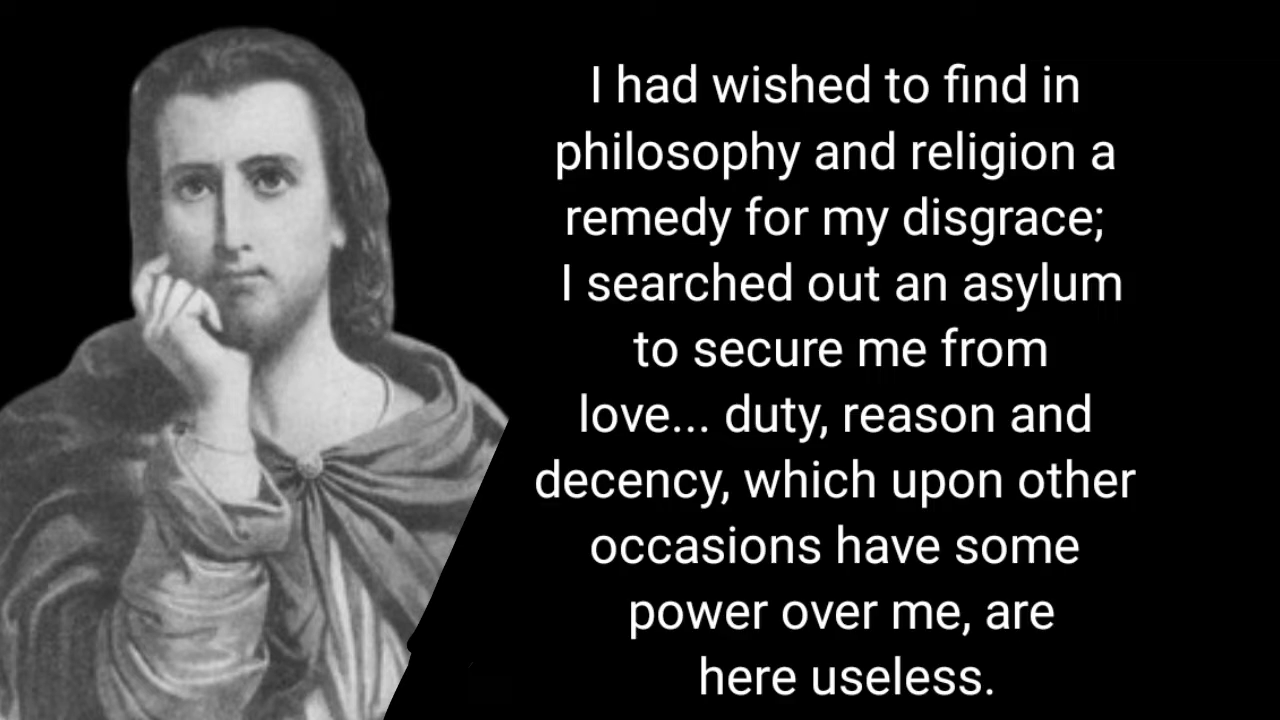 I had wished to find in
philosophy and religion a
remedy for my disgrace;
I searched out an asylum
to secure me from
love... duty, reason and
decency, which upon other
occasions have some
power over me, are
here useless.